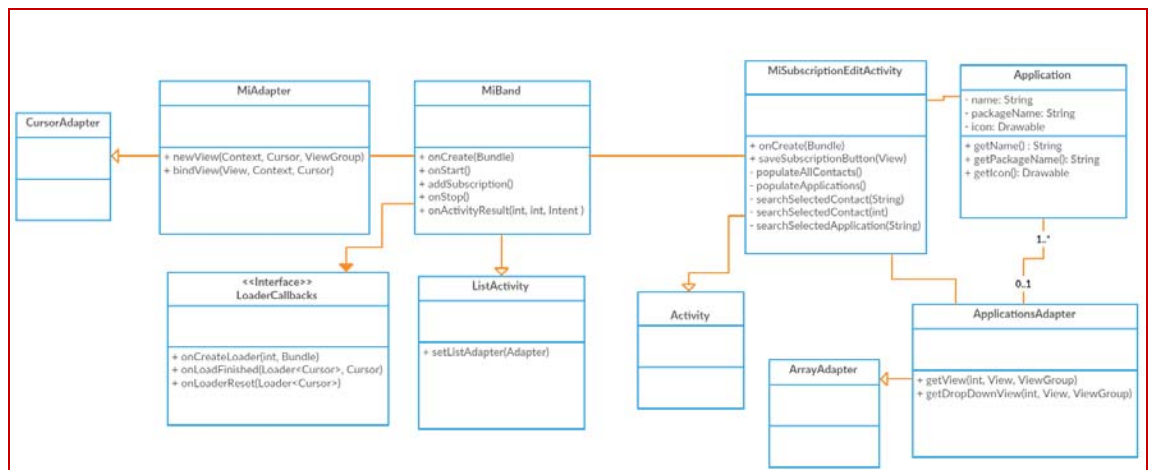 CursorAdapter
MiAdapter
+ newView(Context, Cursor, ViewGroup)
+ bindView(View, Context, Cursor)
MiBand
+ onCreate(Bundle)
+ onStart()
+ addSubscription()
+ onStop()
+ onActivityResult(int, int, Intent )
MiSubscriptionEditActivity
+ onCreate(Bundle)
+ saveSubscriptionButton(View)
- populateAllContacts()
- populateApplications()
- searchSelectedContact(String)
- searchSelectedContact(int)
- searchSelectedApplication(String)
Application
- name: String
- packageName: String
- icon: Drawable
+ getName() : String
+ getPackageName(): String
+ getIcon(): Drawable
1..*
0..1
<<Interface>>
LoaderCallbacks
+ onCreateLoader(int, Bundle)
+ onLoadFinished(Loader<Cursor>, Cursor)
+ onLoaderReset(Loader<Cursor>)
ListActivity
+ setListAdapter(Adapter)
Activity
ArrayAdapter
ApplicationsAdapter
+ getView(int, View, ViewGroup)
+ getDropDownView(int, View, ViewGroup)